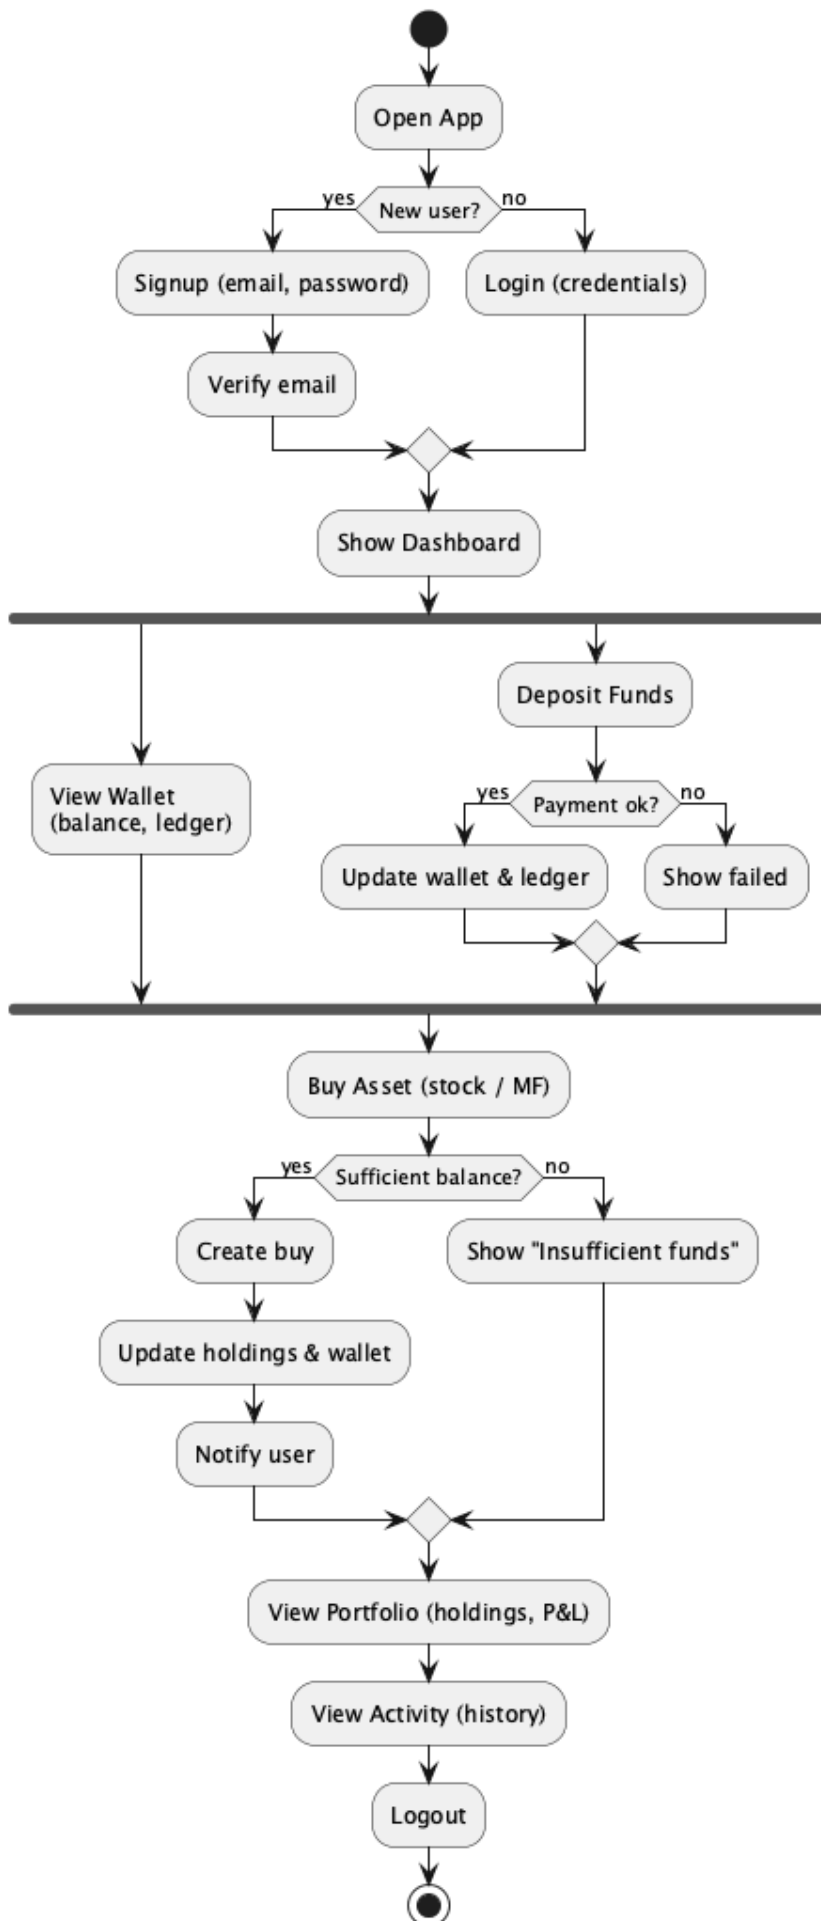 Open App
yes
New user?
no
Signup (email, password)
Login (credentials)
Verify email
Show Dashboard
Deposit Funds
View Wallet
(balance, ledger)
yes
Payment ok?
no
Update wallet & ledger
Show failed
Buy Asset (stock / MF)
yes
Sufficient balance?
no
Create buy
Show "Insufficient funds"
Update holdings & wallet
Notify user
View Portfolio (holdings, P&L)
View Activity (history)
Logout